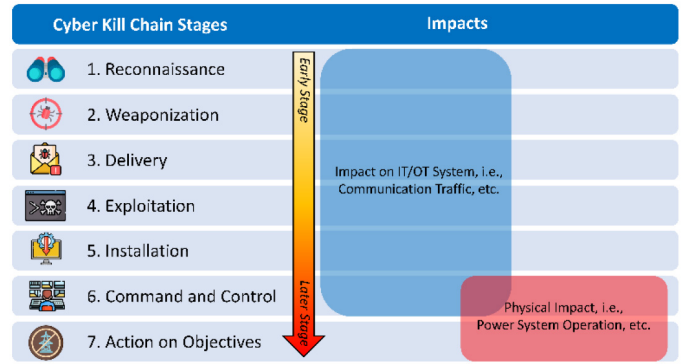 Cyber Kill Chain Stages
Impacts
1. Reconnaissance
2. Weaponization
3. Delivery
4. Exploitation
5. Installation
6. Command and Control
7. Action on Objectives
Early Stage
Later Stage
Impact on IT/OT System, i.e.,
Communication Traffic, etc.
Physical Impact, i.e.,
Power System Operation, etc.